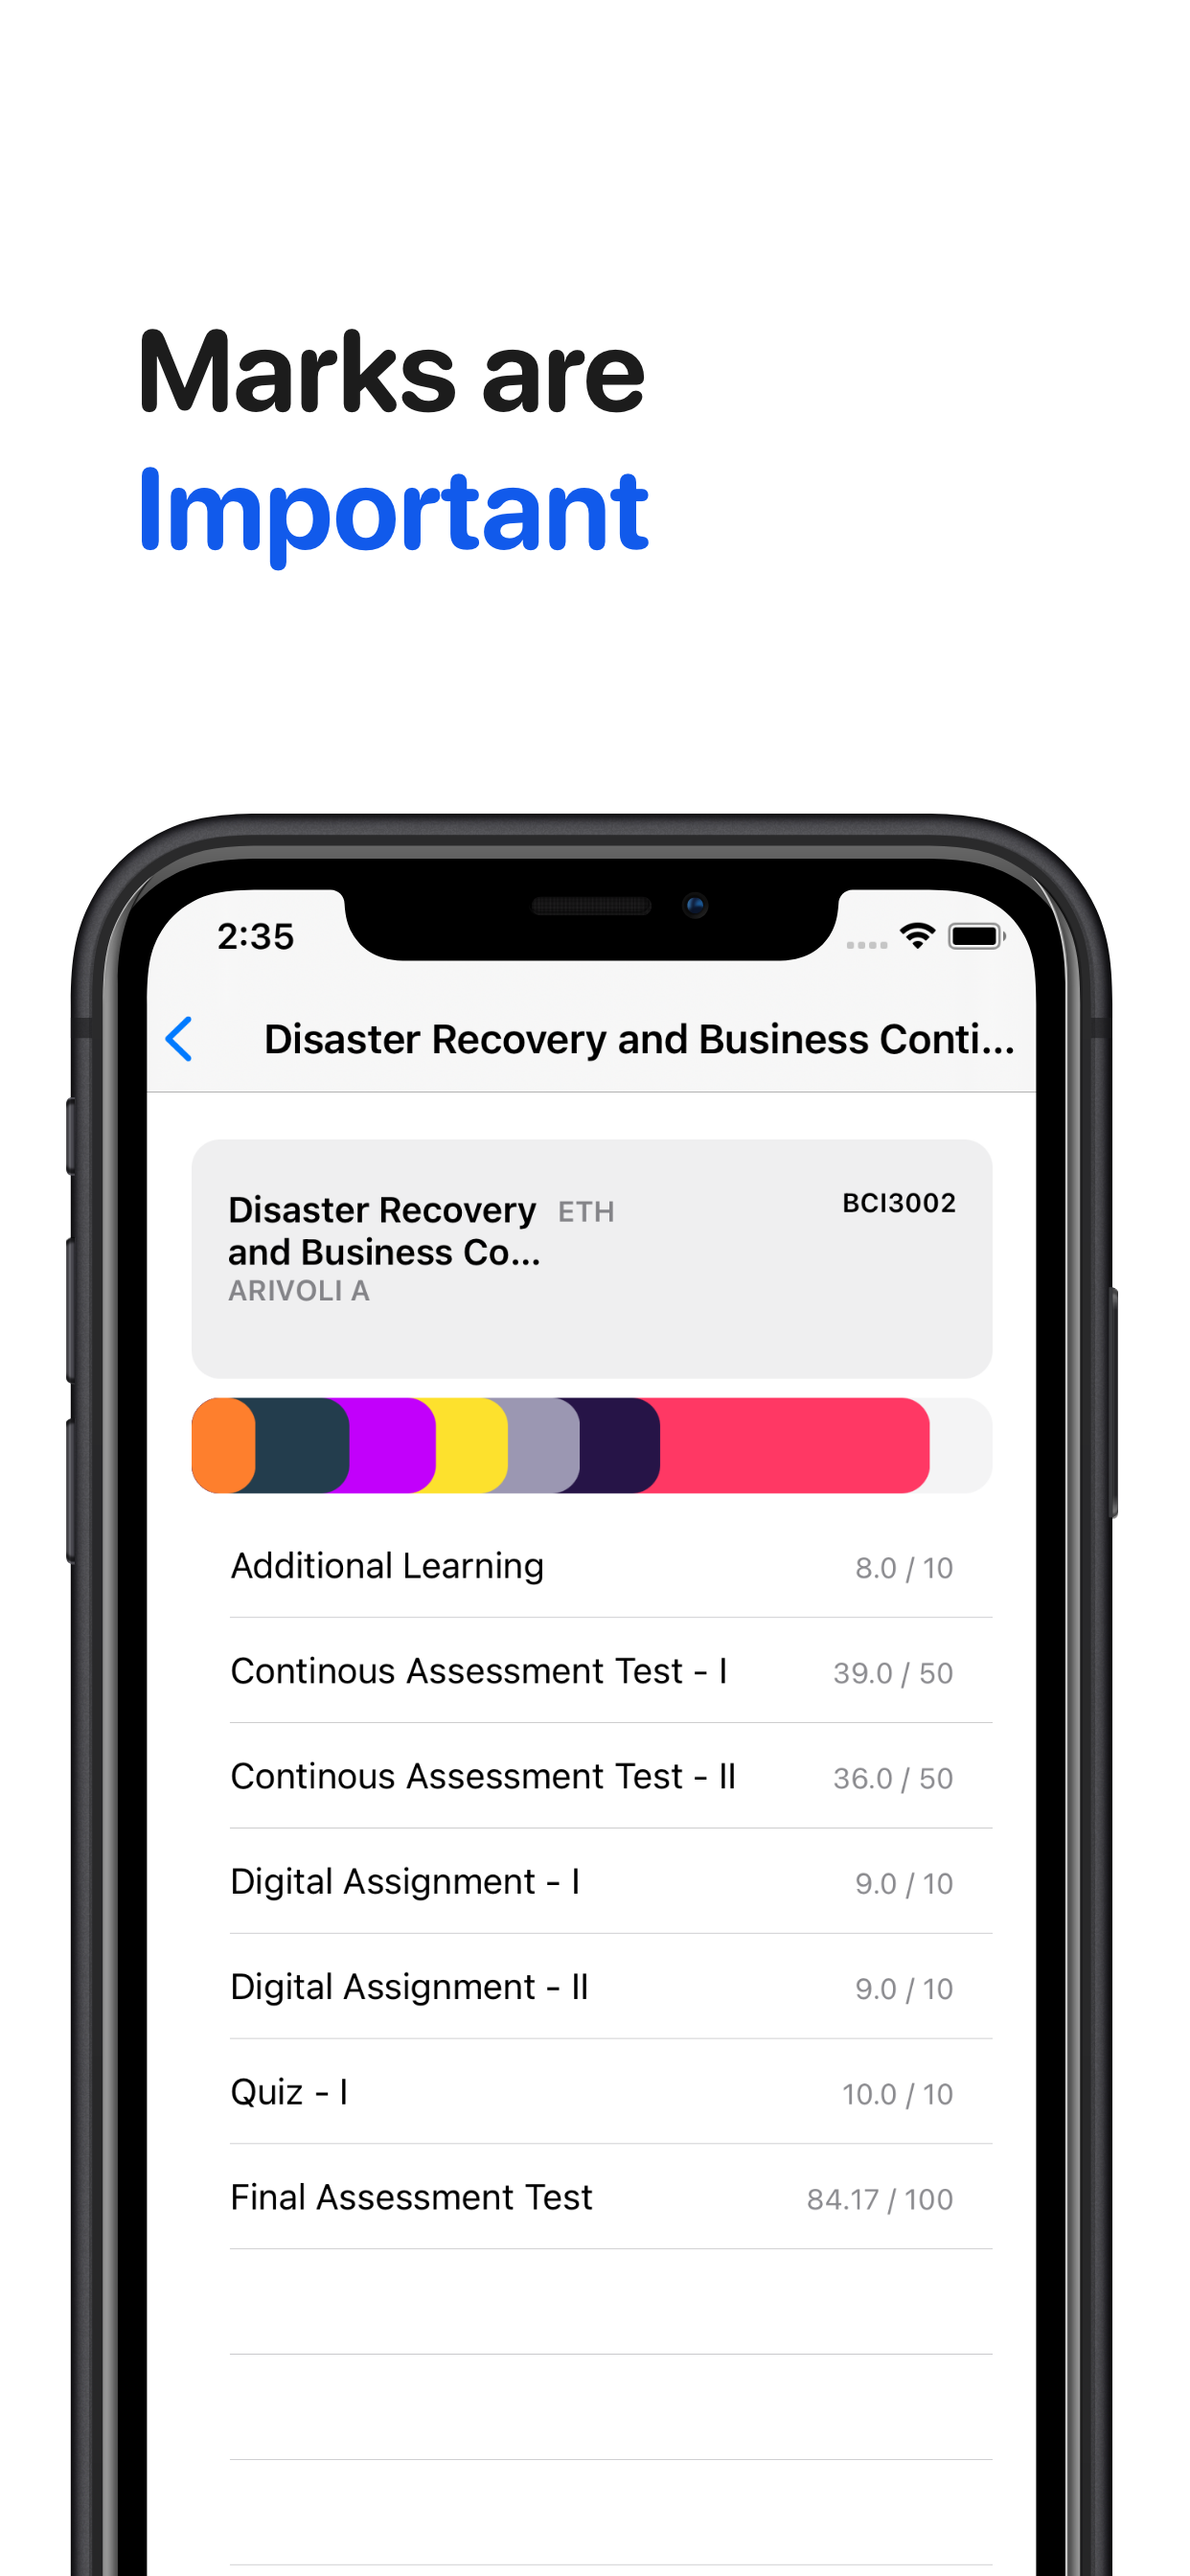 Marks are
Important
2:35
Disaster Recovery and Business Conti...
Disaster Recovery ETH BCI3002
and Business Co...
ARIVOLI A
Additional Learning 8.0 / 10
Continous Assessment Test - I 39.0 / 50
Continous Assessment Test - II 36.0 / 50
Digital Assignment - I 9.0 / 10
Digital Assignment - II 9.0 / 10
Quiz - I 10.0 / 10
Final Assessment Test 84.17 / 100